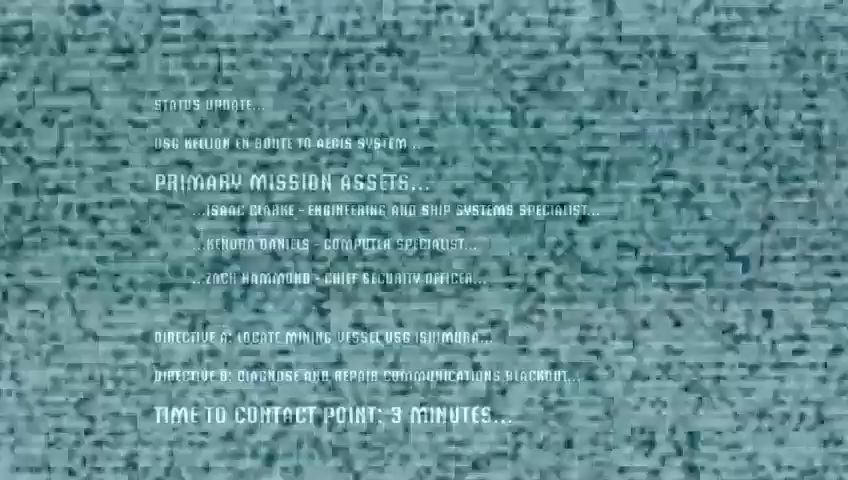 STATUS UPDATE...
USG KELLION EN ROUTE TO AEGIS SYSTEM ...
PRIMARY MISSION ASSETS...
...ISAAC CLARKE - ENGINEERING AND SHIP SYSTEMS SPECIALIST...
...KENDRA DANIELS - COMPUTER SPECIALIST...
...ZACH HAMMOND - CHIEF SECURITY OFFICER...
DIRECTIVE A: LOCATE MINING VESSEL USG ISHIMURA...
DIRECTIVE B: DIAGNOSE AND REPAIR COMMUNICATIONS BLACKOUT...
TIME TO CONTACT POINT: 3 MINUTES...